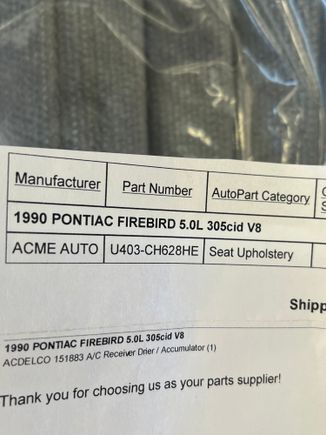 Manufacturer Part Number AutoPart Category
1990 PONTIAC FIREBIRD 5.0L 305cid V8
ACME AUTO U403-CH628HE Seat Upholstery
Shipp
1990 PONTIAC FIREBIRD 5.0L 305cid V8
ACDELCO 151883 A/C Receiver Drier / Accumulator (1)
Thank you for choosing us as your parts supplier!